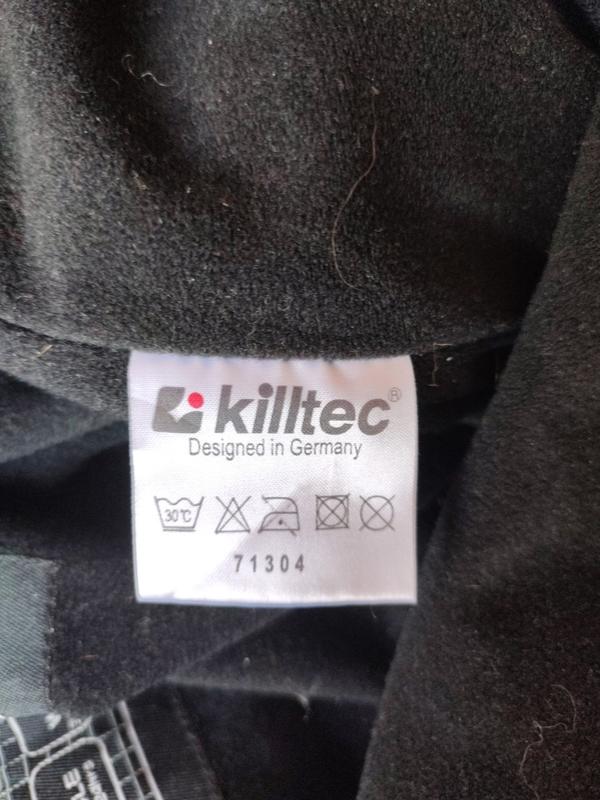 killtec®
Designed in Germany
30°C
71304